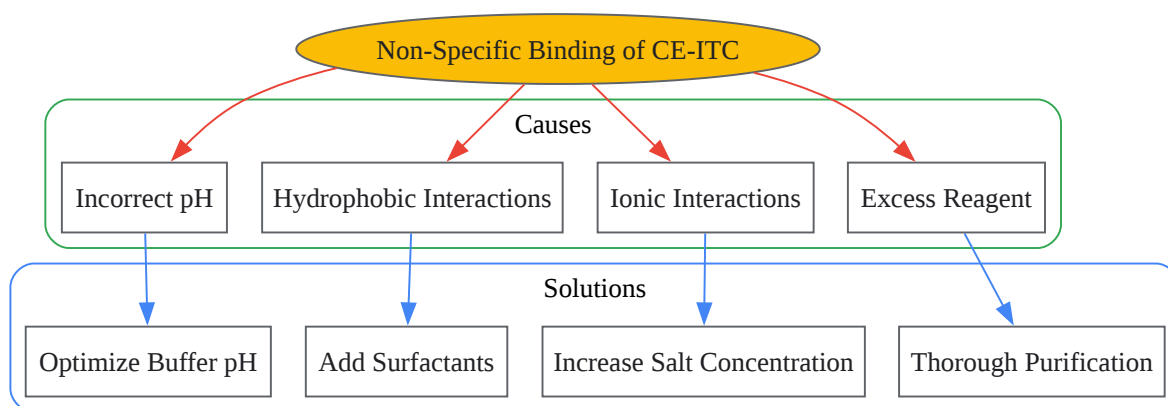 Non-Specific Binding of CE-ITC
Causes
Incorrect pH
Hydrophobic Interactions
Ionic Interactions
Excess Reagent
Solutions
Optimize Buffer pH
Add Surfactants
Increase Salt Concentration
Thorough Purification